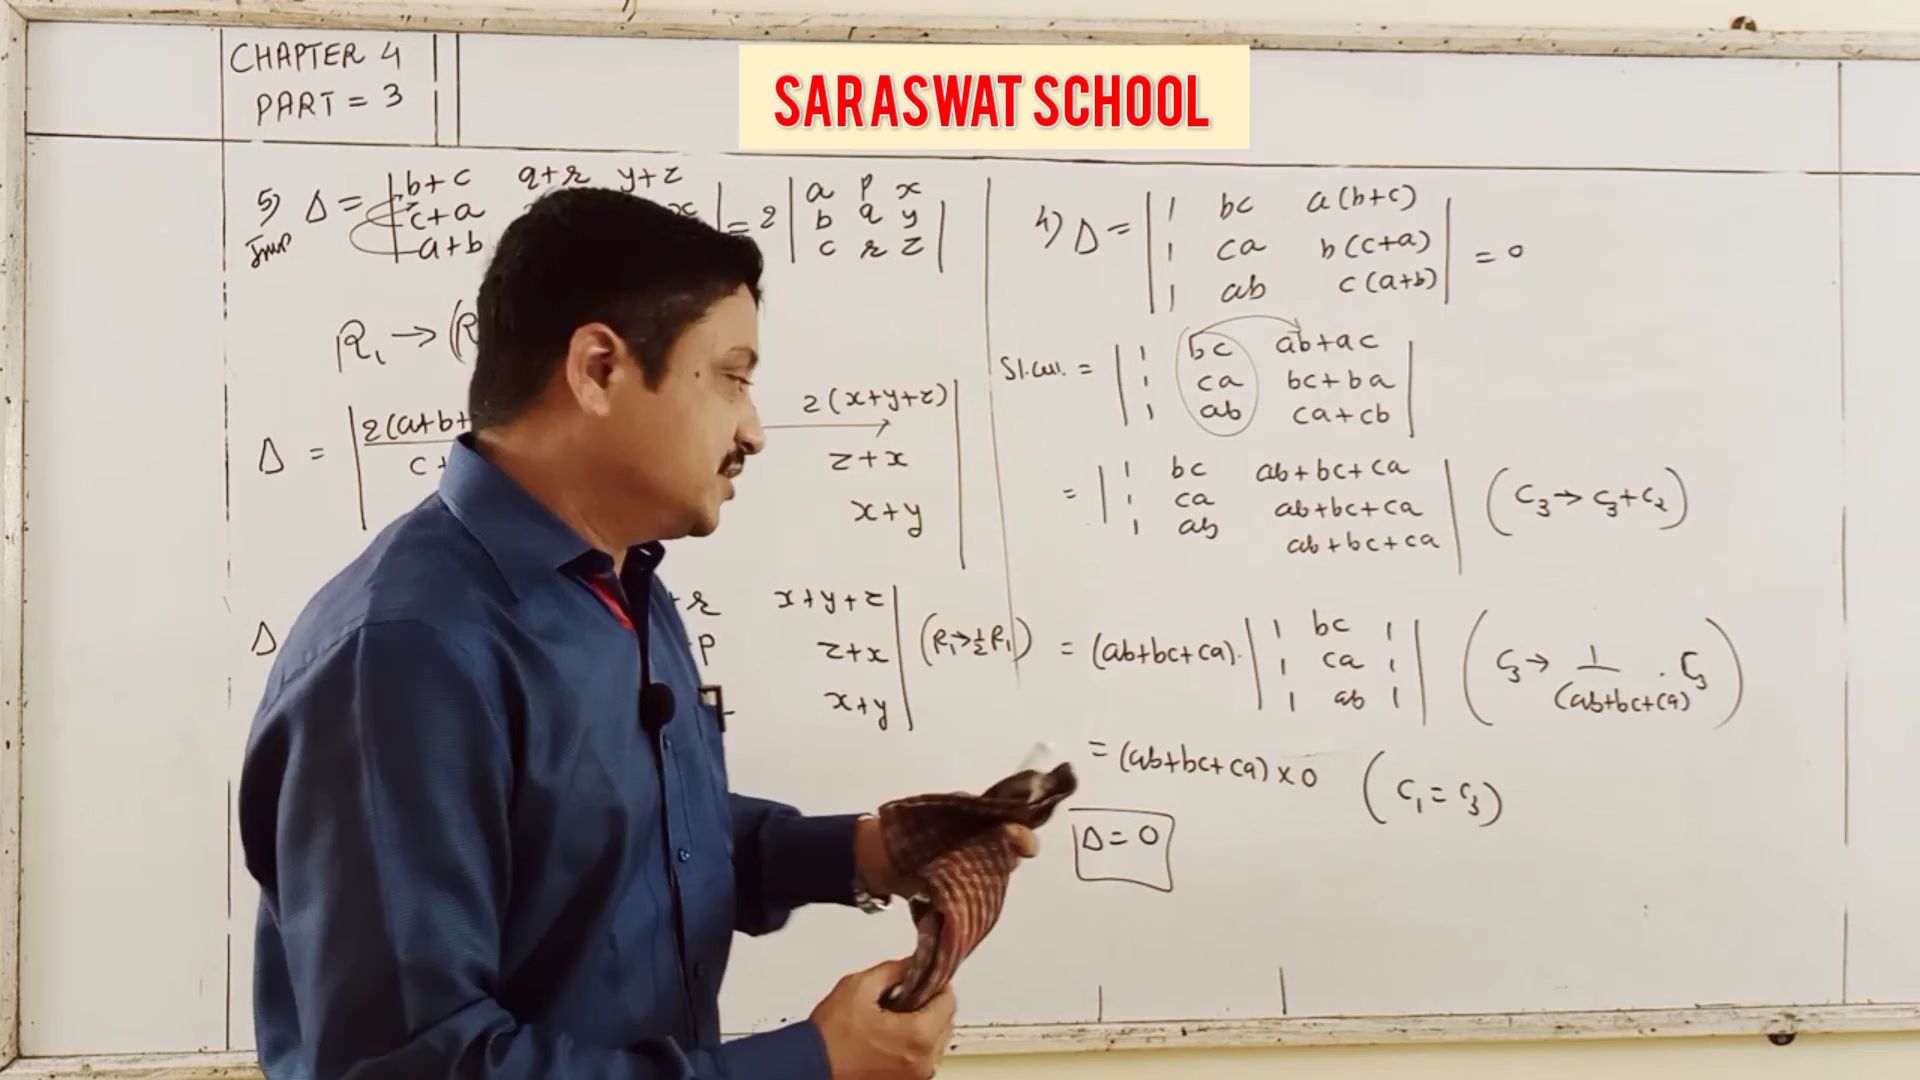 CHAPTER 4
PART = 3
SARASWAT SCHOOL
5) Δ = | b+c q+r y+z
c+a
a+b
Imp
= 2 | a p x
b q y
c r z |
R₁ → (R
Δ = | 2(a+b+ 2(x+y+z) |
c+ z+x
x+y
Δ +r x+y+z | (R₁→½R₁)
+p z+x
x+y
4) Δ = | 1 bc a(b+c)
1 ca b(c+a)
1 ab c(a+b) | = 0
= | 1 bc ab+ac
1 ca bc+ba
1 ab ca+cb |
= | 1 bc ab+bc+ca
1 ca ab+bc+ca
1 ab ab+bc+ca | (C₃→C₃+C₂)
= (ab+bc+ca). | 1 bc 1
1 ca 1
1 ab 1 | (C₃→ 1/(ab+bc+ca) . C₃)
= (ab+bc+ca) × 0 (C₁ = C₃)
Δ = 0